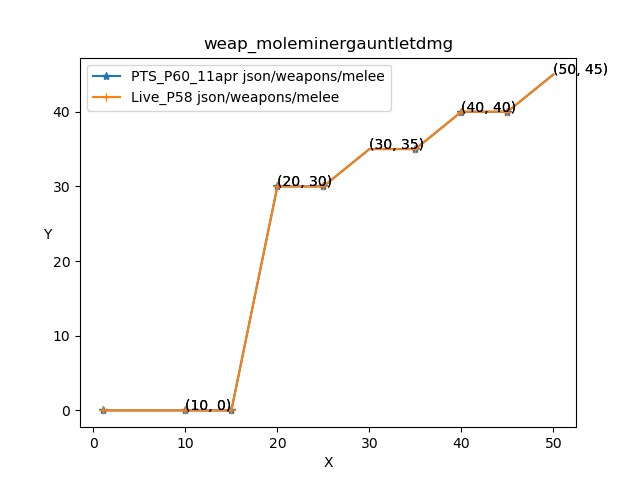 weap_moleminergauntletdmg
PTS_P60_11apr json/weapons/melee
Live_P58 json/weapons/melee
(50, 45)
(40, 40)
(30, 35)
(20, 30)
(10, 0)
Y
40
30
20
10
0
0 10 20 30 40 50
X